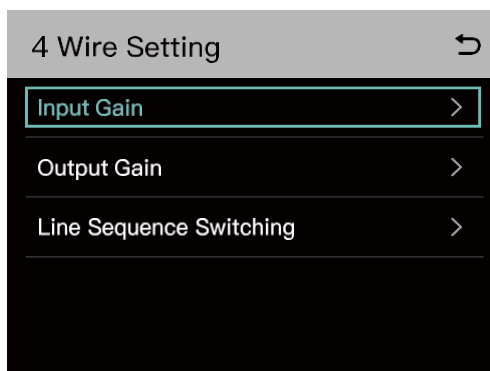 4 Wire Setting
Input Gain
Output Gain
Line Sequence Switching